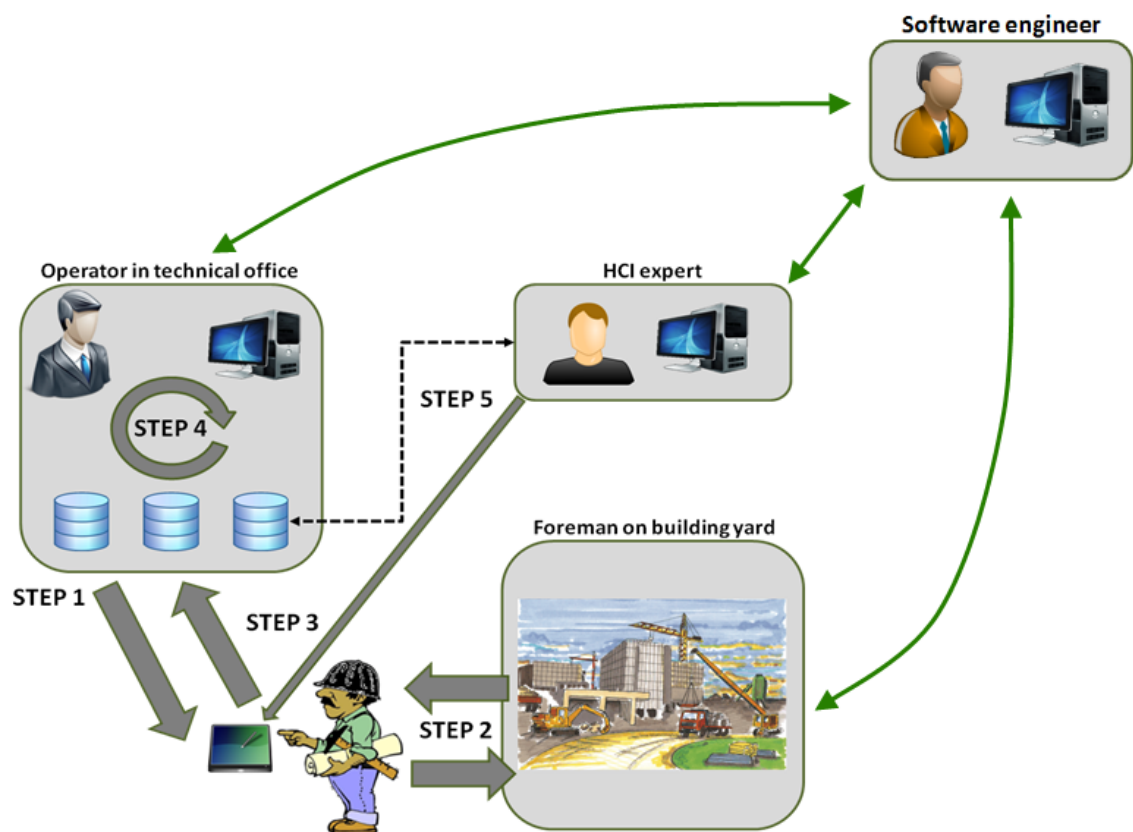 Software engineer
Operator in technical office
HCI expert
STEP 5
STEP 4
Foreman on building yard
STEP 1
STEP 3
STEP 2